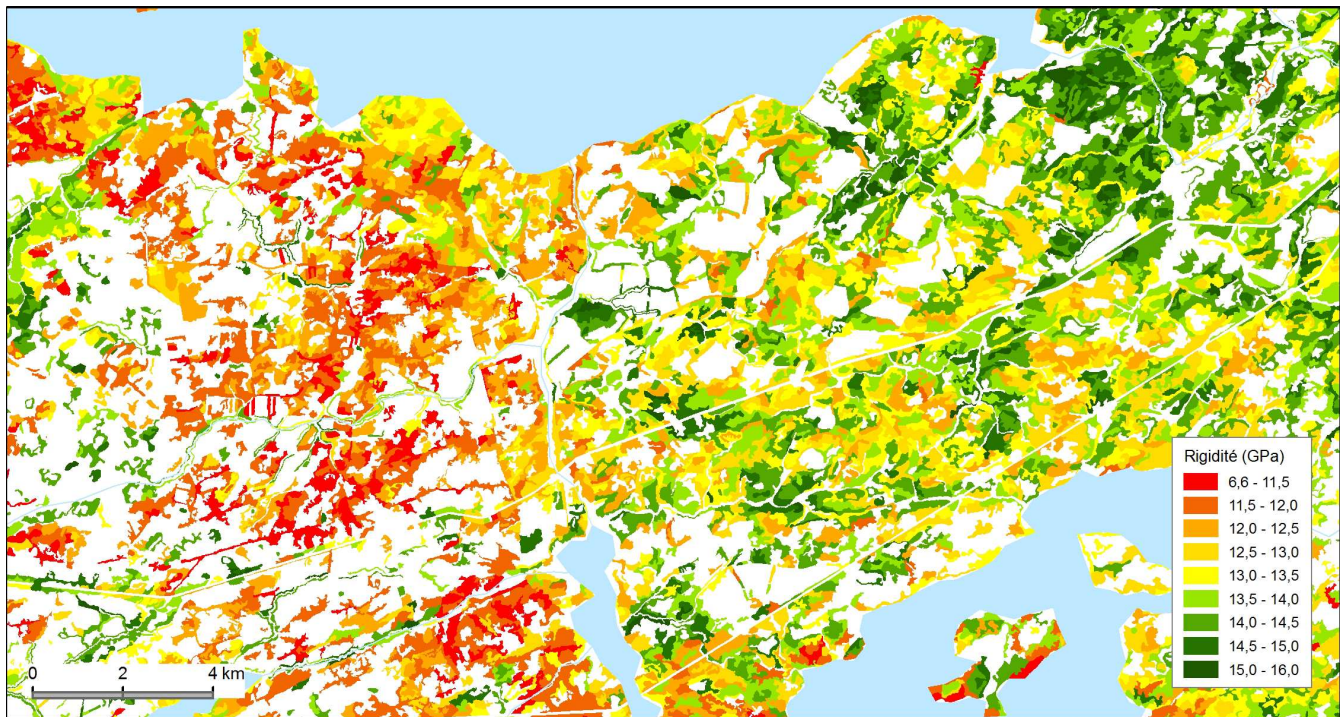 Rigidité (GPa)
6,6 - 11,5
11,5 - 12,0
12,0 - 12,5
12,5 - 13,0
13,0 - 13,5
13,5 - 14,0
14,0 - 14,5
14,5 - 15,0
15,0 - 16,0
0 2 4 km